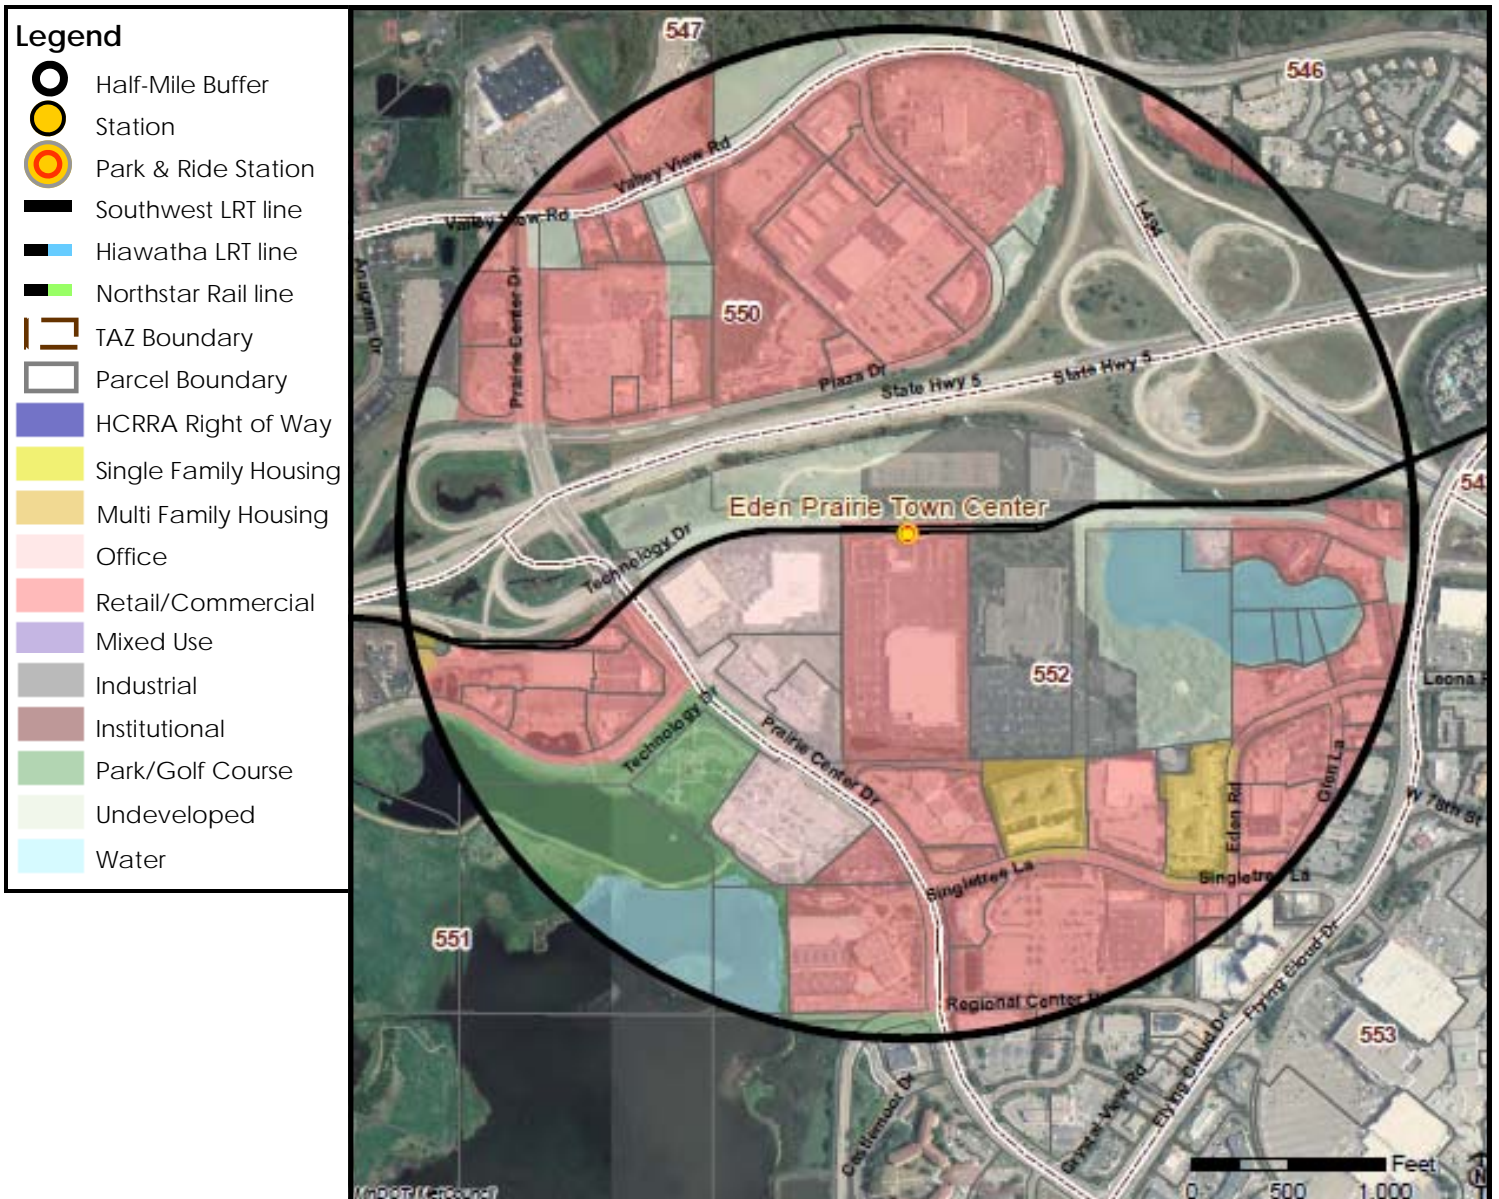 Legend
Half-Mile Buffer
Station
Park & Ride Station
Southwest LRT line
Hiawatha LRT line
Northstar Rail line
TAZ Boundary
Parcel Boundary
HCRRA Right of Way
Single Family Housing
Multi Family Housing
Office
Retail/Commercial
Mixed Use
Industrial
Institutional
Park/Golf Course
Undeveloped
Water
547
546
Valley View Rd
Valley View Rd
I-494
Anagram Dr
Prairie Center Dr
550
Plaza Dr
State Hwy 5
State Hwy 5
54
Eden Prairie Town Center
Technology Dr
552
Leona
Technology Dr
Prairie Center Dr
Glen La
Eden Rd
W 78th St
Singletree La
Singletree La
551
Flying Cloud Dr
Regional Center
553
Castlemoor Dr
Crystal View Rd
Flying Cloud Dr
Feet
0 500 1,000
N
MnDOT, MetCouncil